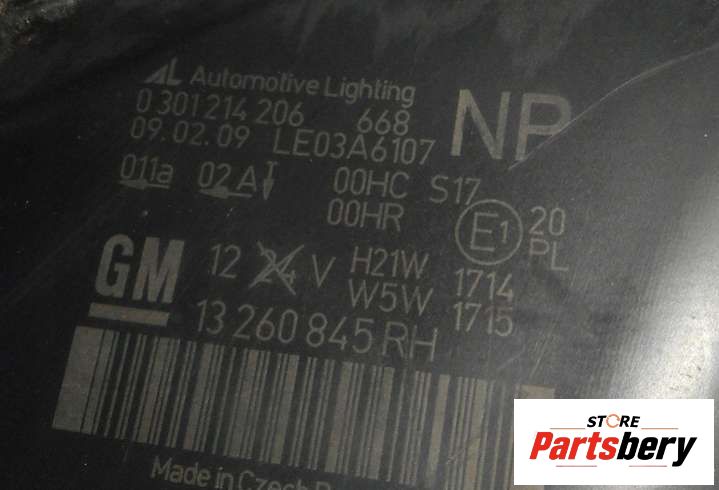 AL Automotive Lighting
0 301 214 206 668
09.02.09 LE03A6107 NP
011a 02A 00HC S17
00HR E1 20
PL
GM 12 24 V H21W 1714
W5W 1715
13 260 845 RH
Made in Czech
STORE
Partsbery